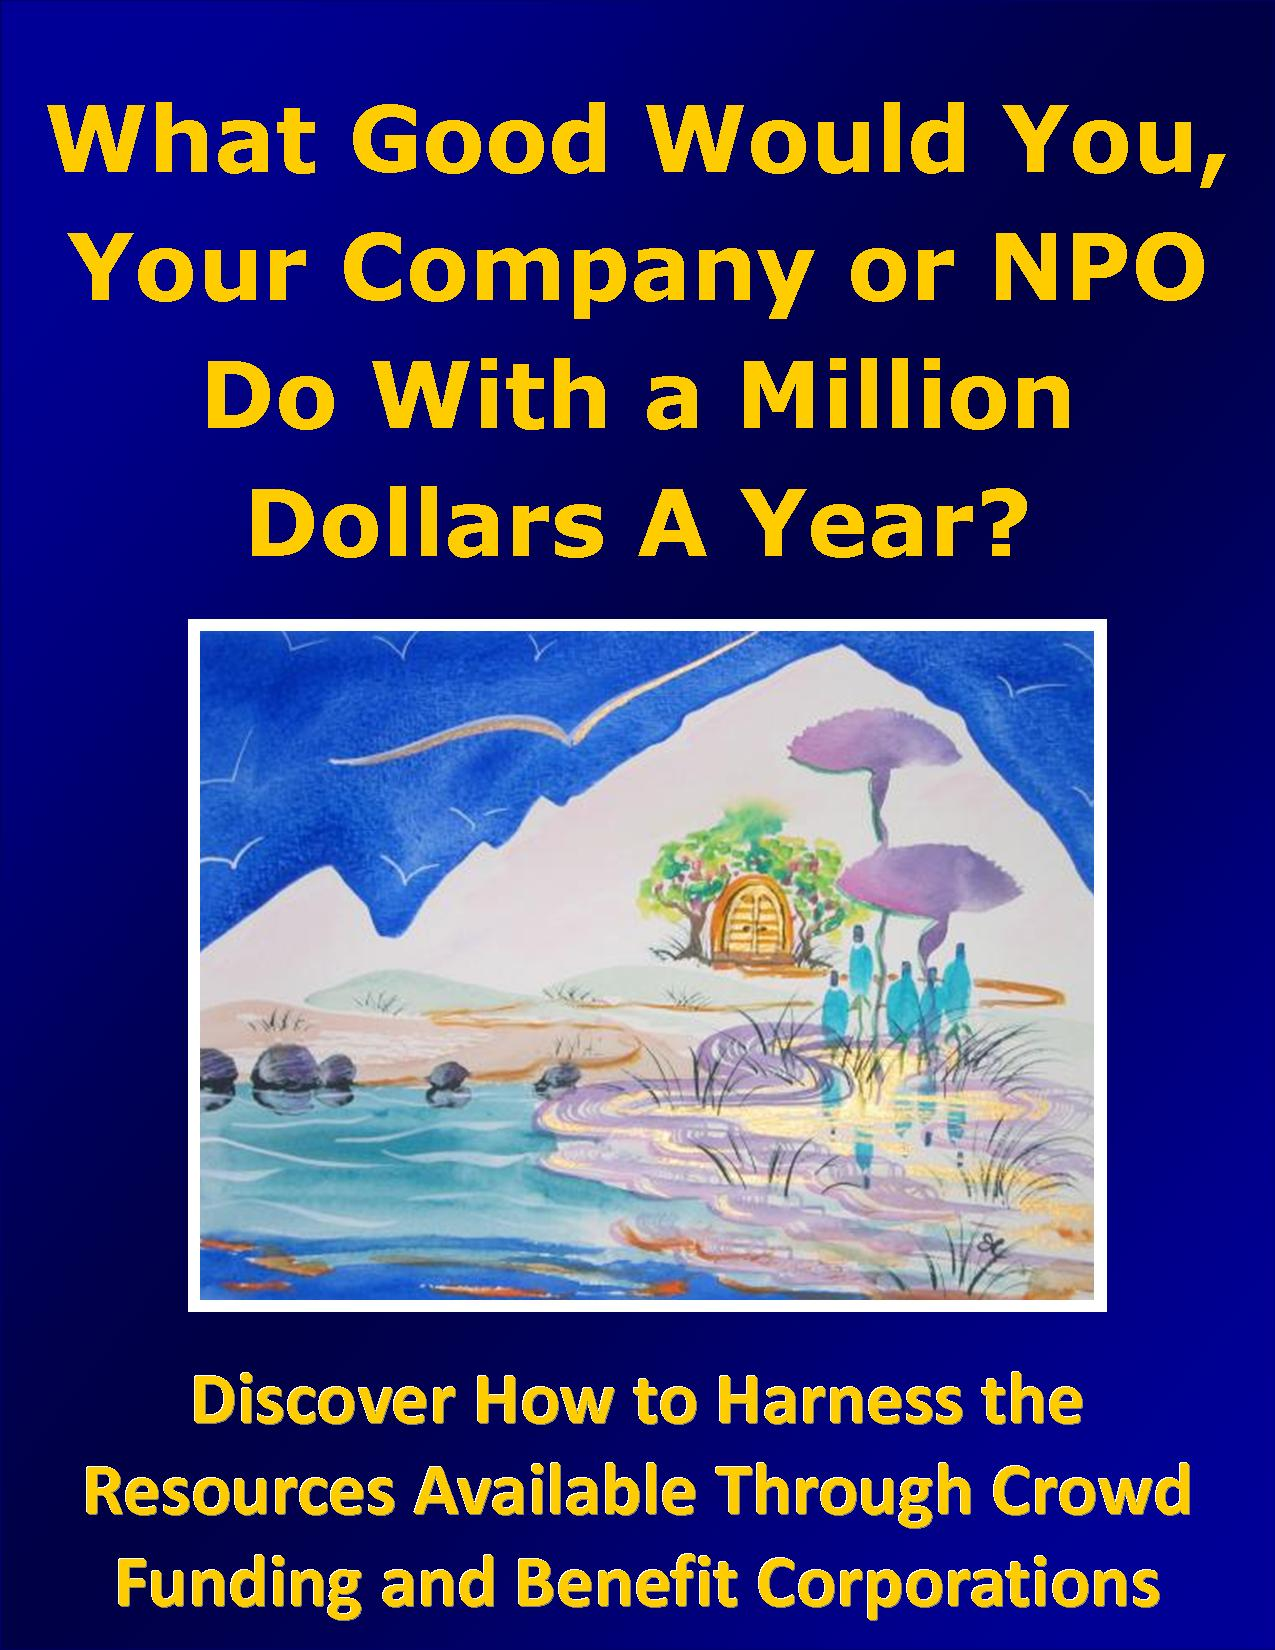 What Good Would You,
Your Company or NPO
Do With a Million
Dollars A Year?
Discover How to Harness the
Resources Available Through Crowd
Funding and Benefit Corporations